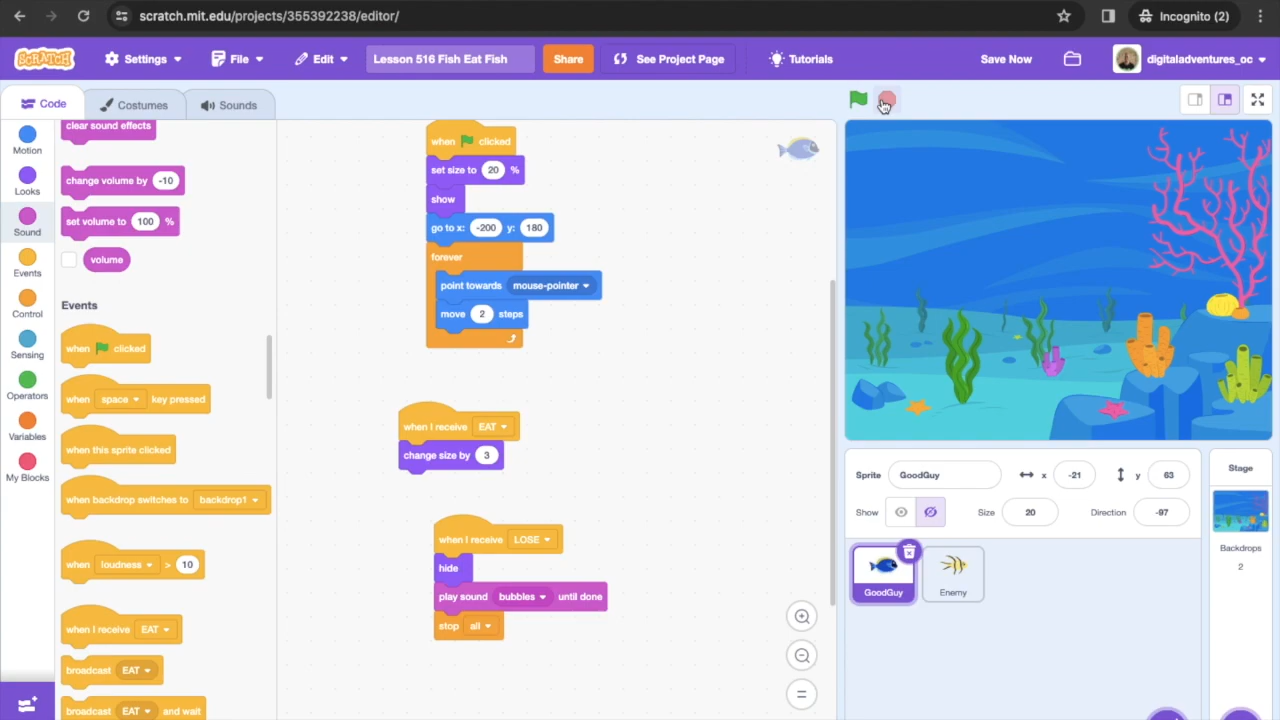 scratch.mit.edu/projects/355392238/editor/
Incognito (2)
SCRATCH
Settings
File
Edit
Lesson 516 Fish Eat Fish
Share
See Project Page
Tutorials
Save Now
digitaladventures_oc
Code
Costumes
Sounds
Motion
Looks
Sound
Events
Control
Sensing
Operators
Variables
My Blocks
clear sound effects
change volume by -10
set volume to 100 %
volume
Events
when clicked
when space key pressed
when this sprite clicked
when backdrop switches to backdrop1
when loudness > 10
when I receive EAT
broadcast EAT
broadcast EAT and wait
when clicked
set size to 20 %
show
go to x: -200 y: 180
forever
point towards mouse-pointer
move 2 steps
when I receive EAT
change size by 3
when I receive LOSE
hide
play sound bubbles until done
stop all
Sprite GoodGuy x -21 y 63
Show Size 20 Direction -97
GoodGuy
Enemy
Stage
Backdrops
2